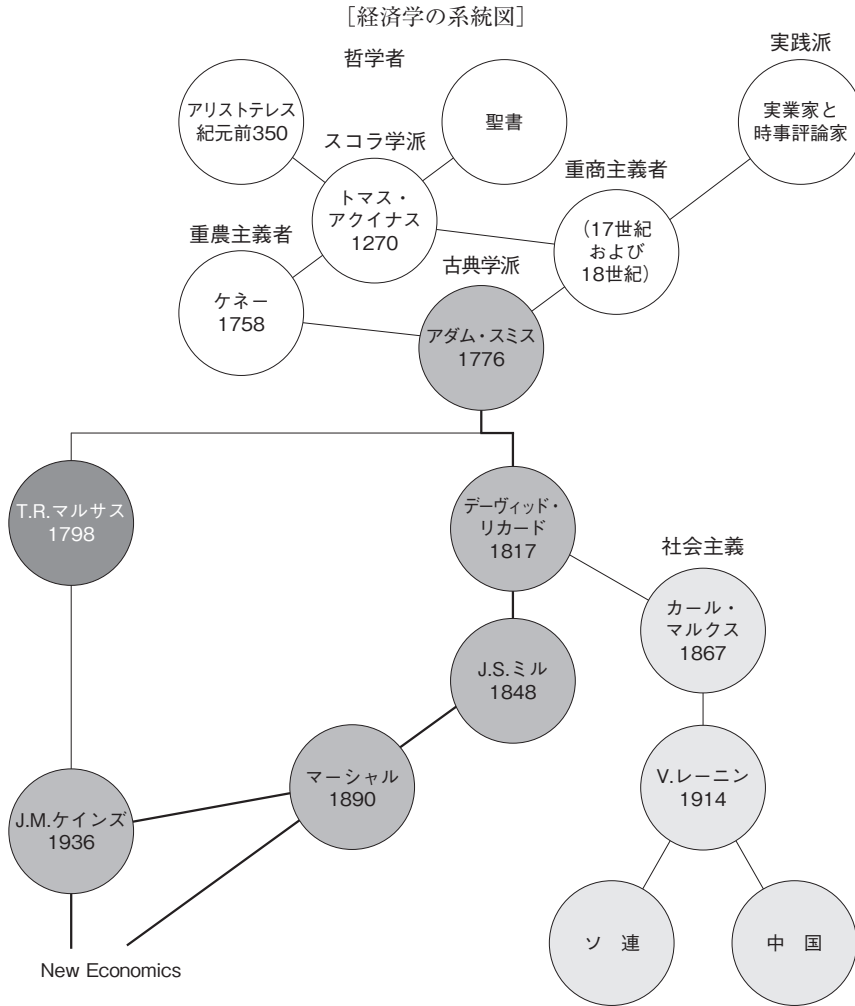 ［経済学の系統図］
哲学者
実践派
アリストテレス
紀元前350
聖書
実業家と
時事評論家
スコラ学派
トマス・
アクイナス
1270
重商主義者
（17世紀
および
18世紀）
重農主義者
ケネー
1758
古典学派
アダム・スミス
1776
T.R.マルサス
1798
デーヴィッド・
リカード
1817
社会主義
カール・
マルクス
1867
J.S.ミル
1848
マーシャル
1890
V.レーニン
1914
J.M.ケインズ
1936
ソ　連
中　国
New Economics